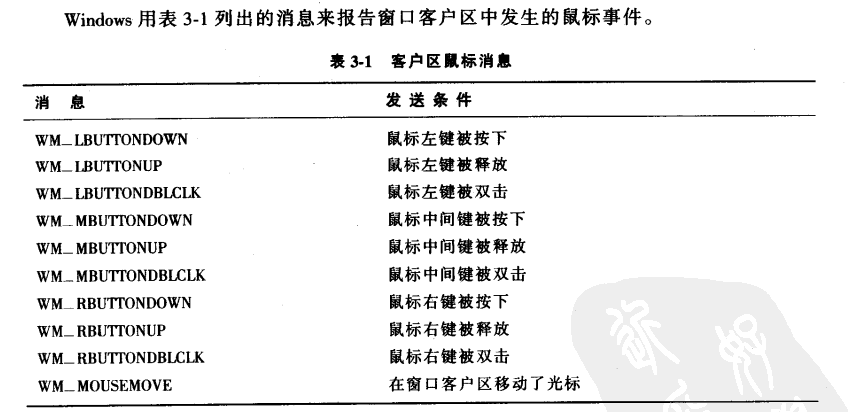 Windows 用表 3-1 列出的消息来报告窗口客户区中发生的鼠标事件。
表 3-1 客户区鼠标消息
消 息 发 送 条 件
WM_LBUTTONDOWN 鼠标左键被按下
WM_LBUTTONUP 鼠标左键被释放
WM_LBUTTONDBLCLK 鼠标左键被双击
WM_MBUTTONDOWN 鼠标中间键被按下
WM_MBUTTONUP 鼠标中间键被释放
WM_MBUTTONDBLCLK 鼠标中间键被双击
WM_RBUTTONDOWN 鼠标右键被按下
WM_RBUTTONUP 鼠标右键被释放
WM_RBUTTONDBLCLK 鼠标右键被双击
WM_MOUSEMOVE 在窗口客户区移动了光标